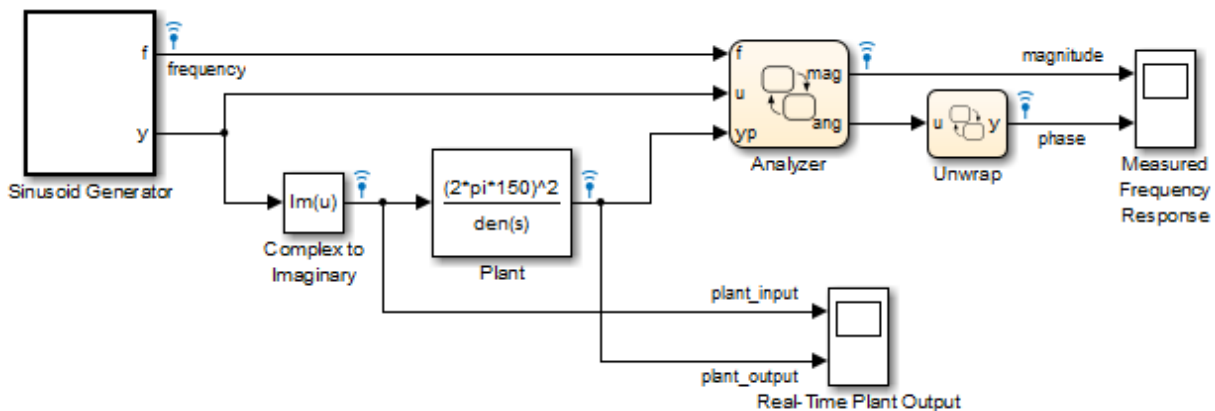 f
frequency
y
Sinusoid Generator
Im(u)
Complex to
Imaginary
(2*pi*150)^2
den(s)
Plant
f
u
yp
mag
ang
Analyzer
u
y
Unwrap
magnitude
phase
Measured
Frequency
Response
plant_input
plant_output
Real-Time Plant Output